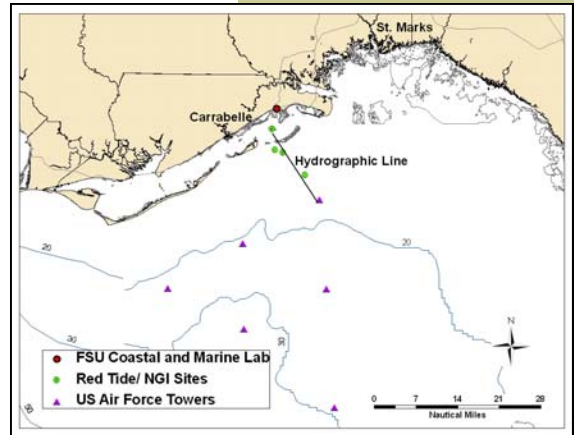 St. Marks
Carrabelle
Hydrographic Line
20
20
30
30
50
N
FSU Coastal and Marine Lab
Red Tide/ NGI Sites
US Air Force Towers
0 7 14 21 28
Nautical Miles